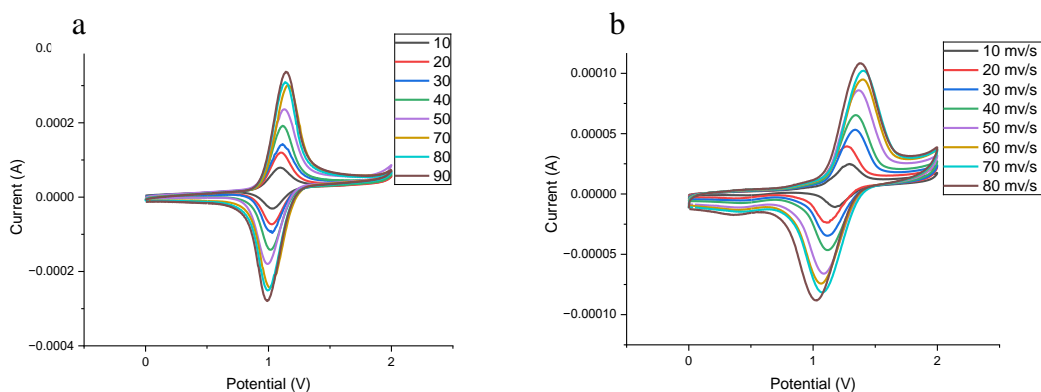 a
0.0
0.0002
0.0000
−0.0002
−0.0004
Current (A)
0
1
2
Potential (V)
10
20
30
40
50
70
80
90
b
0.00010
0.00005
0.00000
−0.00005
−0.00010
Current (A)
0
1
2
Potential (V)
10 mv/s
20 mv/s
30 mv/s
40 mv/s
50 mv/s
60 mv/s
70 mv/s
80 mv/s